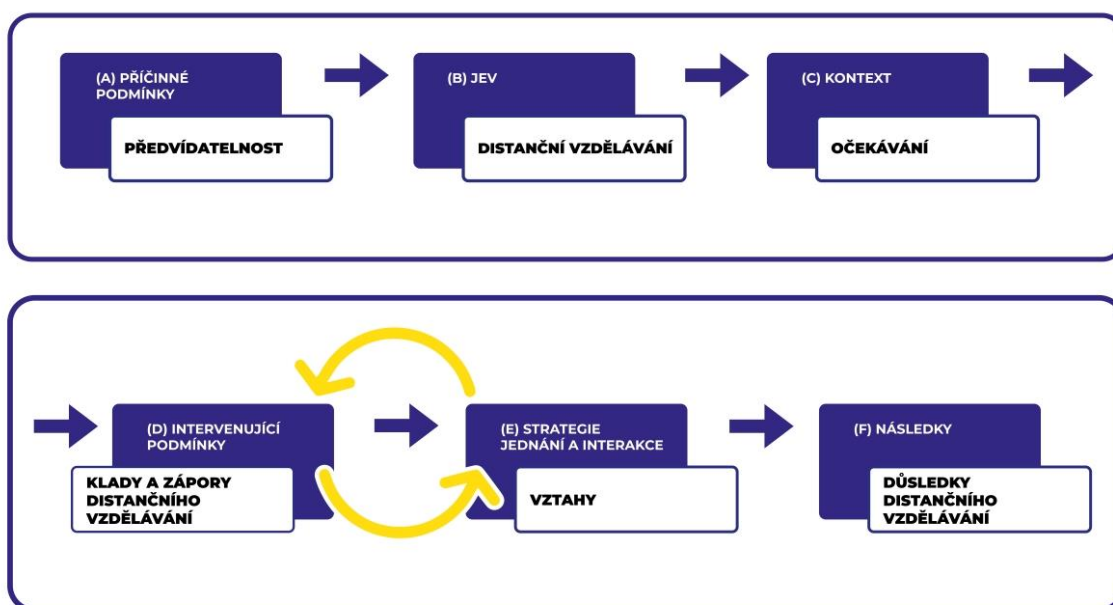 (A) PŘÍČINNÉ
PODMÍNKY
PŘEDVÍDATELNOST
(B) JEV
DISTANČNÍ VZDĚLÁVÁNÍ
(C) KONTEXT
OČEKÁVÁNÍ
(D) INTERVENUJÍCÍ
PODMÍNKY
KLADY A ZÁPORY
DISTANČNÍHO
VZDĚLÁVÁNÍ
(E) STRATEGIE
JEDNÁNÍ A INTERAKCE
VZTAHY
(F) NÁSLEDKY
DŮSLEDKY
DISTANČNÍHO
VZDĚLÁVÁNÍ